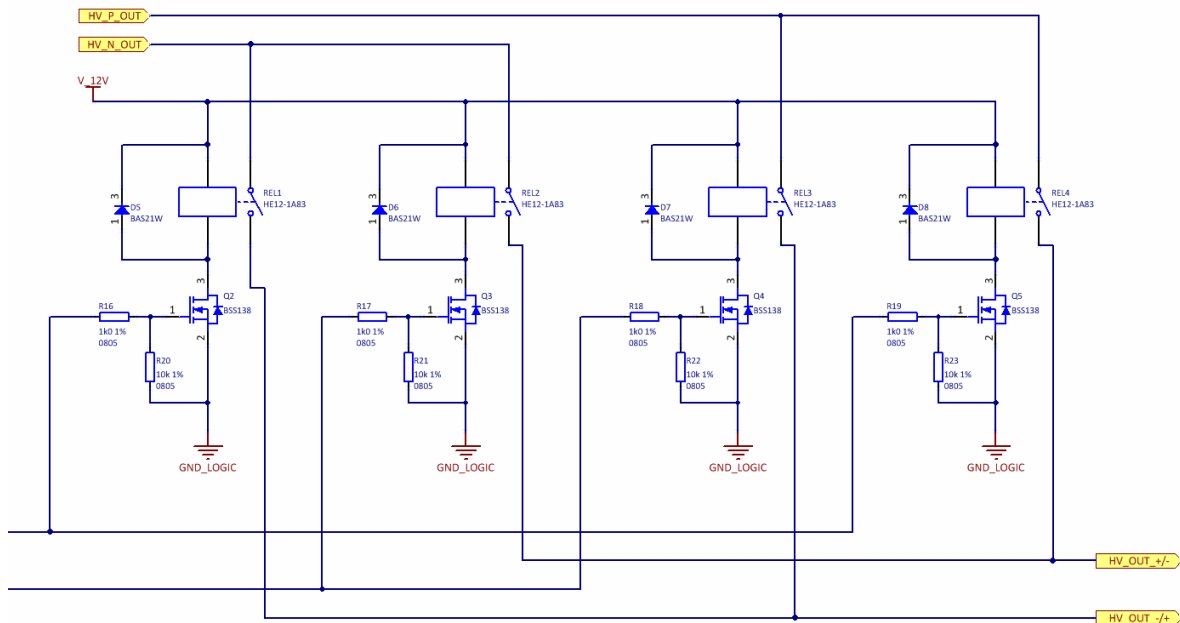 HV_P_OUT
HV_N_OUT
V_12V
3
D5
1
BAS21W
REL1
HE12-1A83
3
D6
1
BAS21W
REL2
HE12-1A83
3
D7
1
BAS21W
REL3
HE12-1A83
3
D8
1
BAS21W
REL4
HE12-1A83
R16
1k0 1%
0805
1
3
Q2
BSS138
2
R20
10k 1%
0805
GND_LOGIC
R17
1k0 1%
0805
1
3
Q3
BSS138
2
R21
10k 1%
0805
GND_LOGIC
R18
1k0 1%
0805
1
3
Q4
BSS138
2
R22
10k 1%
0805
GND_LOGIC
R19
1k0 1%
0805
1
3
Q5
BSS138
2
R23
10k 1%
0805
GND_LOGIC
HV_OUT_+/-
HV_OUT_-/+